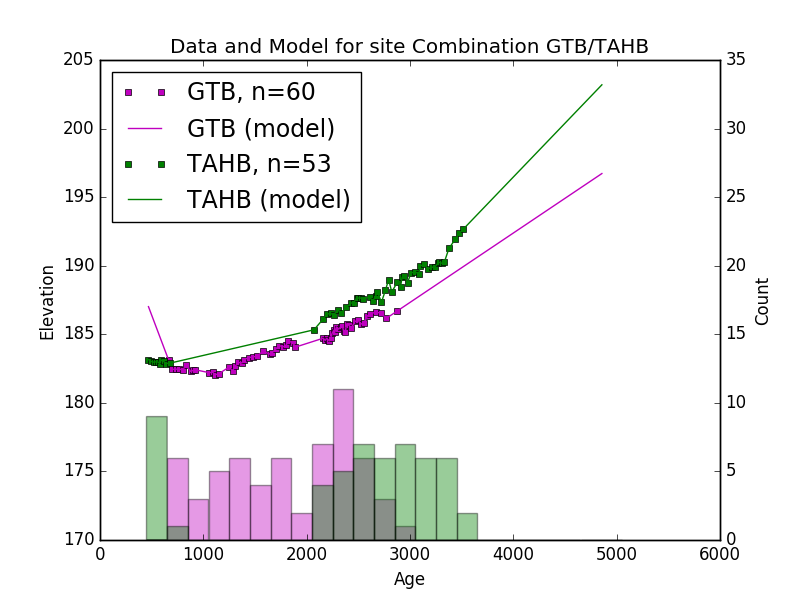 Data and Model for site Combination GTB/TAHB
205
200
195
190
185
180
175
170
Elevation
GTB, n=60
GTB (model)
TAHB, n=53
TAHB (model)
35
30
25
20
15
10
5
0
Count
0 1000 2000 3000 4000 5000 6000
Age